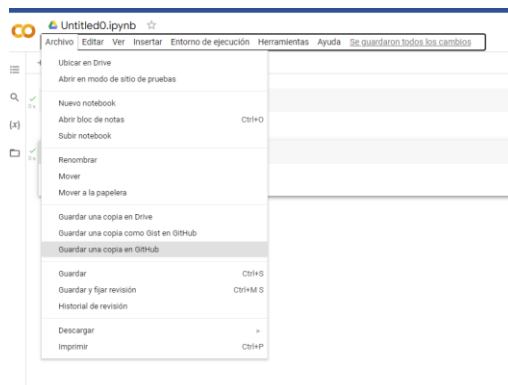 Untitled0.ipynb
Archivo Editar Ver Insertar Entorno de ejecución Herramientas Ayuda Se guardaron todos los cambios
Ubicar en Drive
Abrir en modo de sitio de pruebas
Nuevo notebook
Abrir bloc de notas Ctrl+O
Subir notebook
Renombrar
Mover
Mover a la papelera
Guardar una copia en Drive
Guardar una copia como Gist en GitHub
Guardar una copia en GitHub
Guardar Ctrl+S
Guardar y fijar revisión Ctrl+M S
Historial de revisión
Descargar
Imprimir Ctrl+P
{x}